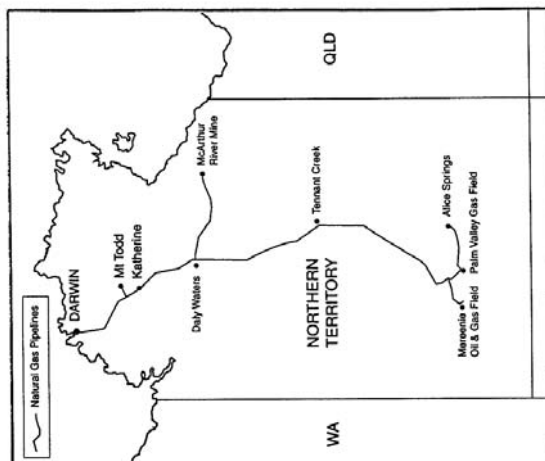 Natural Gas Pipelines
DARWIN
Mt Todd
Katherine
McArthur
River Mine
Daly Waters
QLD
Tennant Creek
NORTHERN
TERRITORY
WA
Alice Springs
Palm Valley Gas Field
Mereenie
Oil & Gas Field